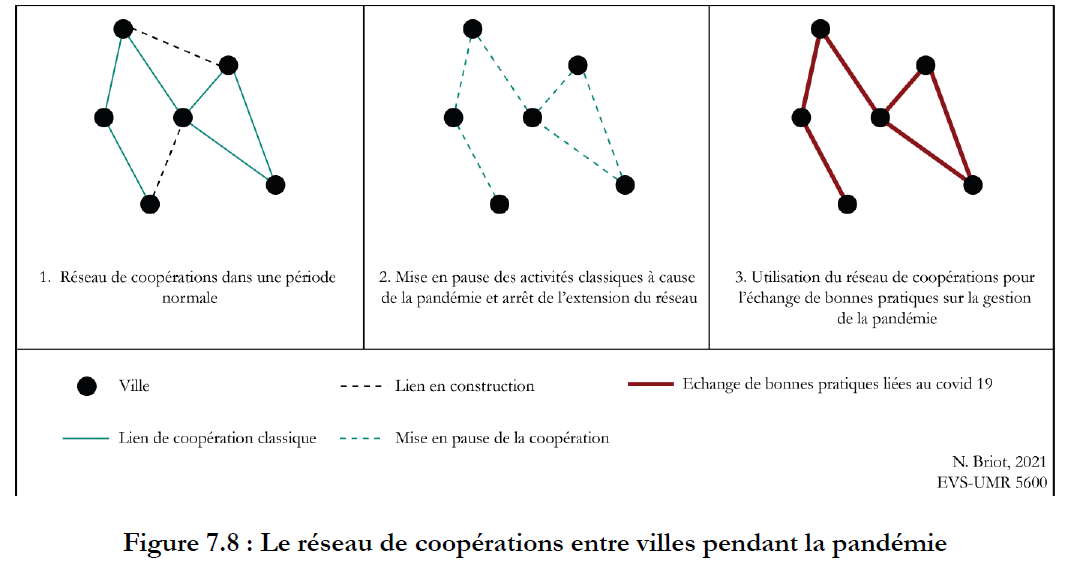 1. Réseau de coopérations dans une période
normale
2. Mise en pause des activités classiques à cause
de la pandémie et arrêt de l'extension du réseau
3. Utilisation du réseau de coopérations pour
l'échange de bonnes pratiques sur la gestion
de la pandémie
Ville
Lien en construction
Echange de bonnes pratiques liées au covid 19
Lien de coopération classique
Mise en pause de la coopération
N. Briot, 2021
EVS-UMR 5600
Figure 7.8 : Le réseau de coopérations entre villes pendant la pandémie